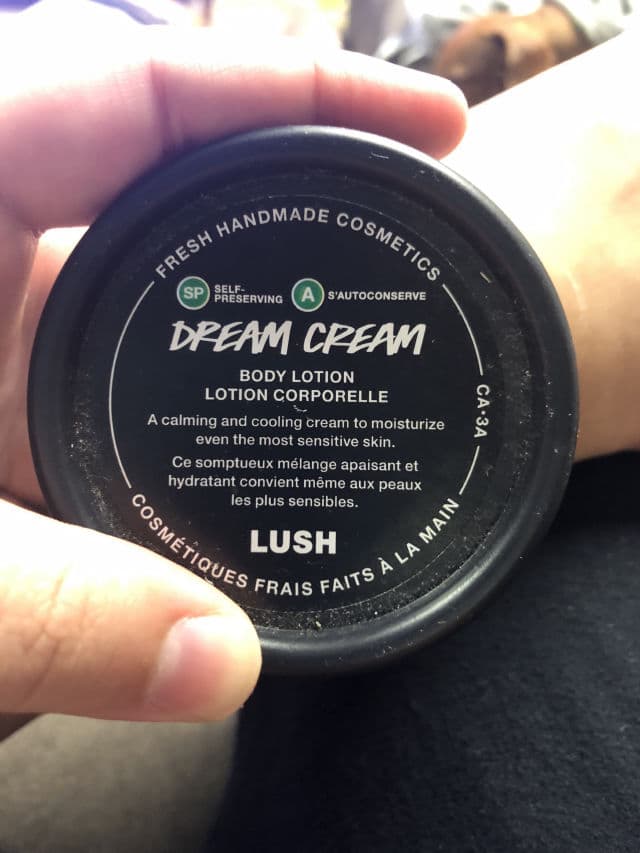 FRESH HANDMADE COSMETICS
SP SELF-
PRESERVING
A S'AUTOCONSERVE
DREAM CREAM
BODY LOTION
LOTION CORPORELLE
A calming and cooling cream to moisturize
even the most sensitive skin.
Ce somptueux mélange apaisant et
hydratant convient même aux peaux
les plus sensibles.
LUSH
COSMÉTIQUES FRAIS FAITS À LA MAIN
CA•3A